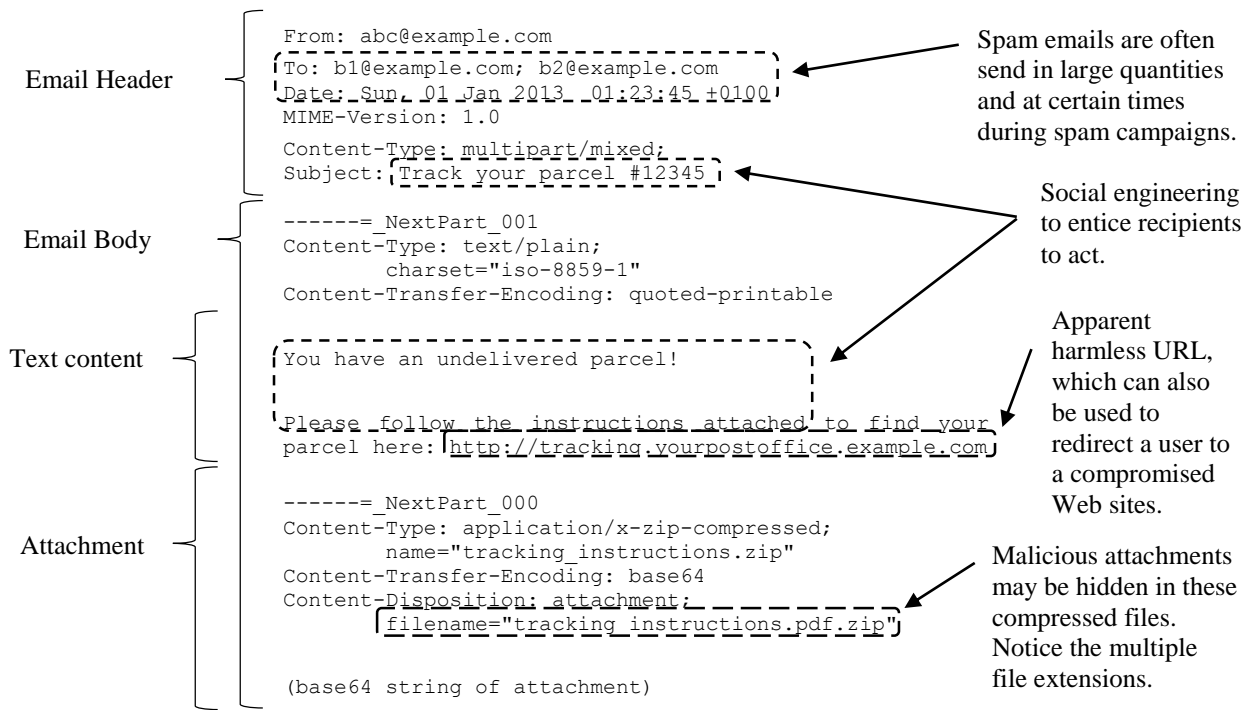 Email Header
From: abc@example.com
To: b1@example.com; b2@example.com
Date: Sun, 01 Jan 2013  01:23:45 +0100
MIME-Version: 1.0
Content-Type: multipart/mixed;
Subject: Track your parcel #12345
Spam emails are often
send in large quantities
and at certain times
during spam campaigns.
Social engineering
to entice recipients
to act.
Email Body
------=_NextPart_001
Content-Type: text/plain;
charset="iso-8859-1"
Content-Transfer-Encoding: quoted-printable
Text content
You have an undelivered parcel!
Please follow the instructions attached to find your
parcel here: http://tracking.yourpostoffice.example.com
Apparent
harmless URL,
which can also
be used to
redirect a user to
a compromised
Web sites.
Attachment
------=_NextPart_000
Content-Type: application/x-zip-compressed;
name="tracking_instructions.zip"
Content-Transfer-Encoding: base64
Content-Disposition: attachment;
filename="tracking_instructions.pdf.zip"
(base64 string of attachment)
Malicious attachments
may be hidden in these
compressed files.
Notice the multiple
file extensions.